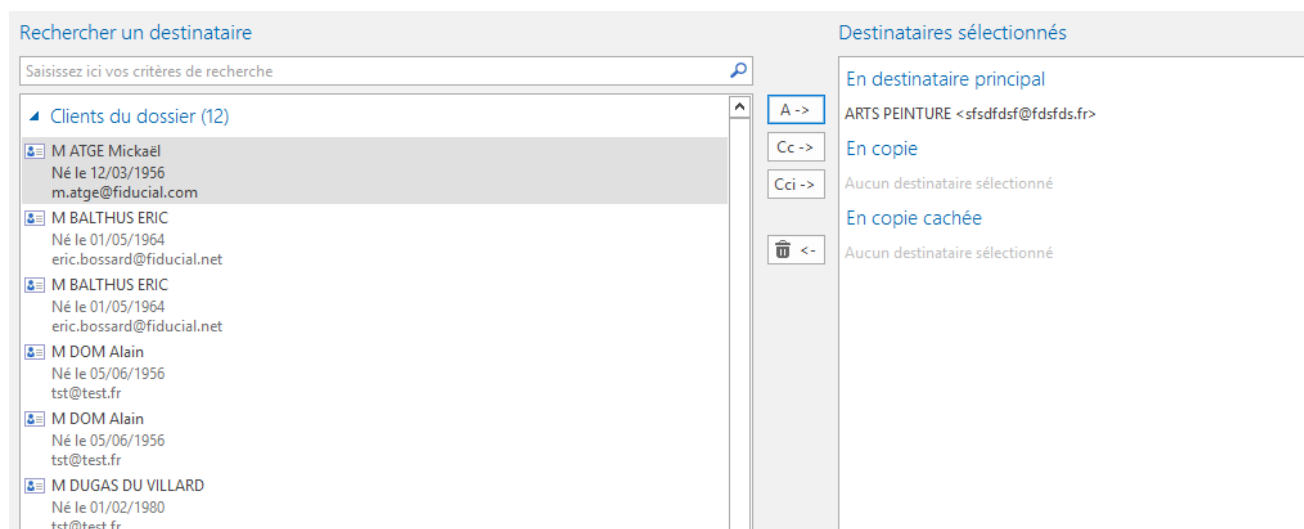 Rechercher un destinataire
Saisissez ici vos critères de recherche
Clients du dossier (12)
M ATGE Mickaël
Né le 12/03/1956
m.atge@fiducial.com
M BALTHUS ERIC
Né le 01/05/1964
eric.bossard@fiducial.net
M BALTHUS ERIC
Né le 01/05/1964
eric.bossard@fiducial.net
M DOM Alain
Né le 05/06/1956
tst@test.fr
M DOM Alain
Né le 05/06/1956
tst@test.fr
M DUGAS DU VILLARD
Né le 01/02/1980
tst@test.fr
A ->
Cc ->
Cci ->
<-
Destinataires sélectionnés
En destinataire principal
ARTS PEINTURE <sfsdfdsf@fdsfds.fr>
En copie
Aucun destinataire sélectionné
En copie cachée
Aucun destinataire sélectionné